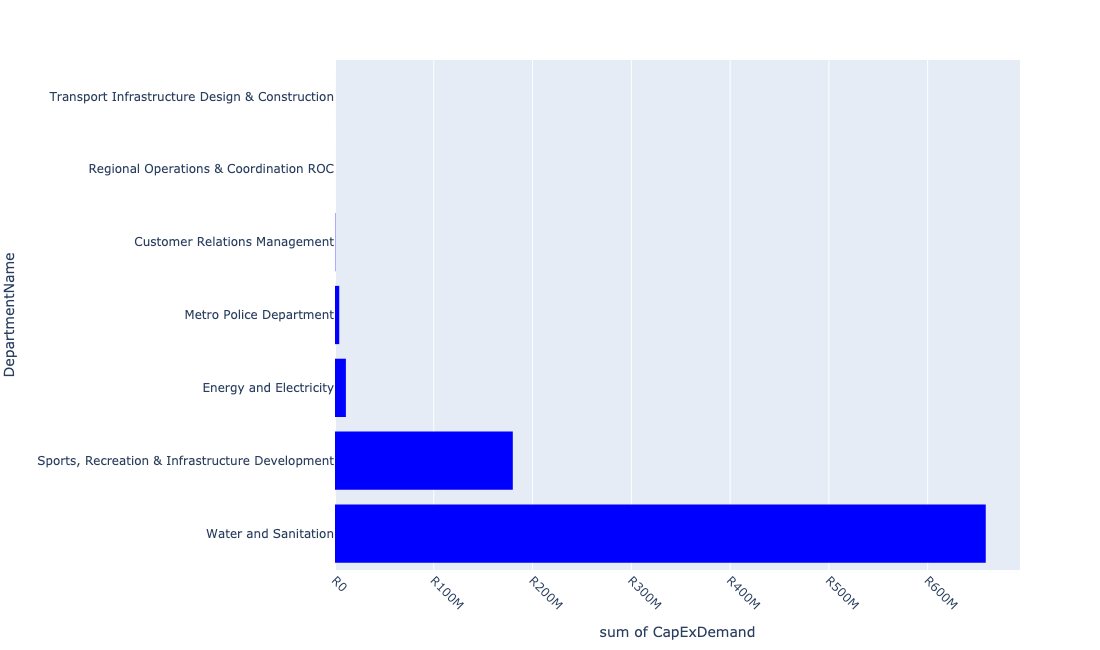 Transport Infrastructure Design & Construction
Regional Operations & Coordination ROC
Customer Relations Management
Metro Police Department
Energy and Electricity
Sports, Recreation & Infrastructure Development
Water and Sanitation
DepartmentName
R0
R100M
R200M
R300M
R400M
R500M
R600M
sum of CapExDemand